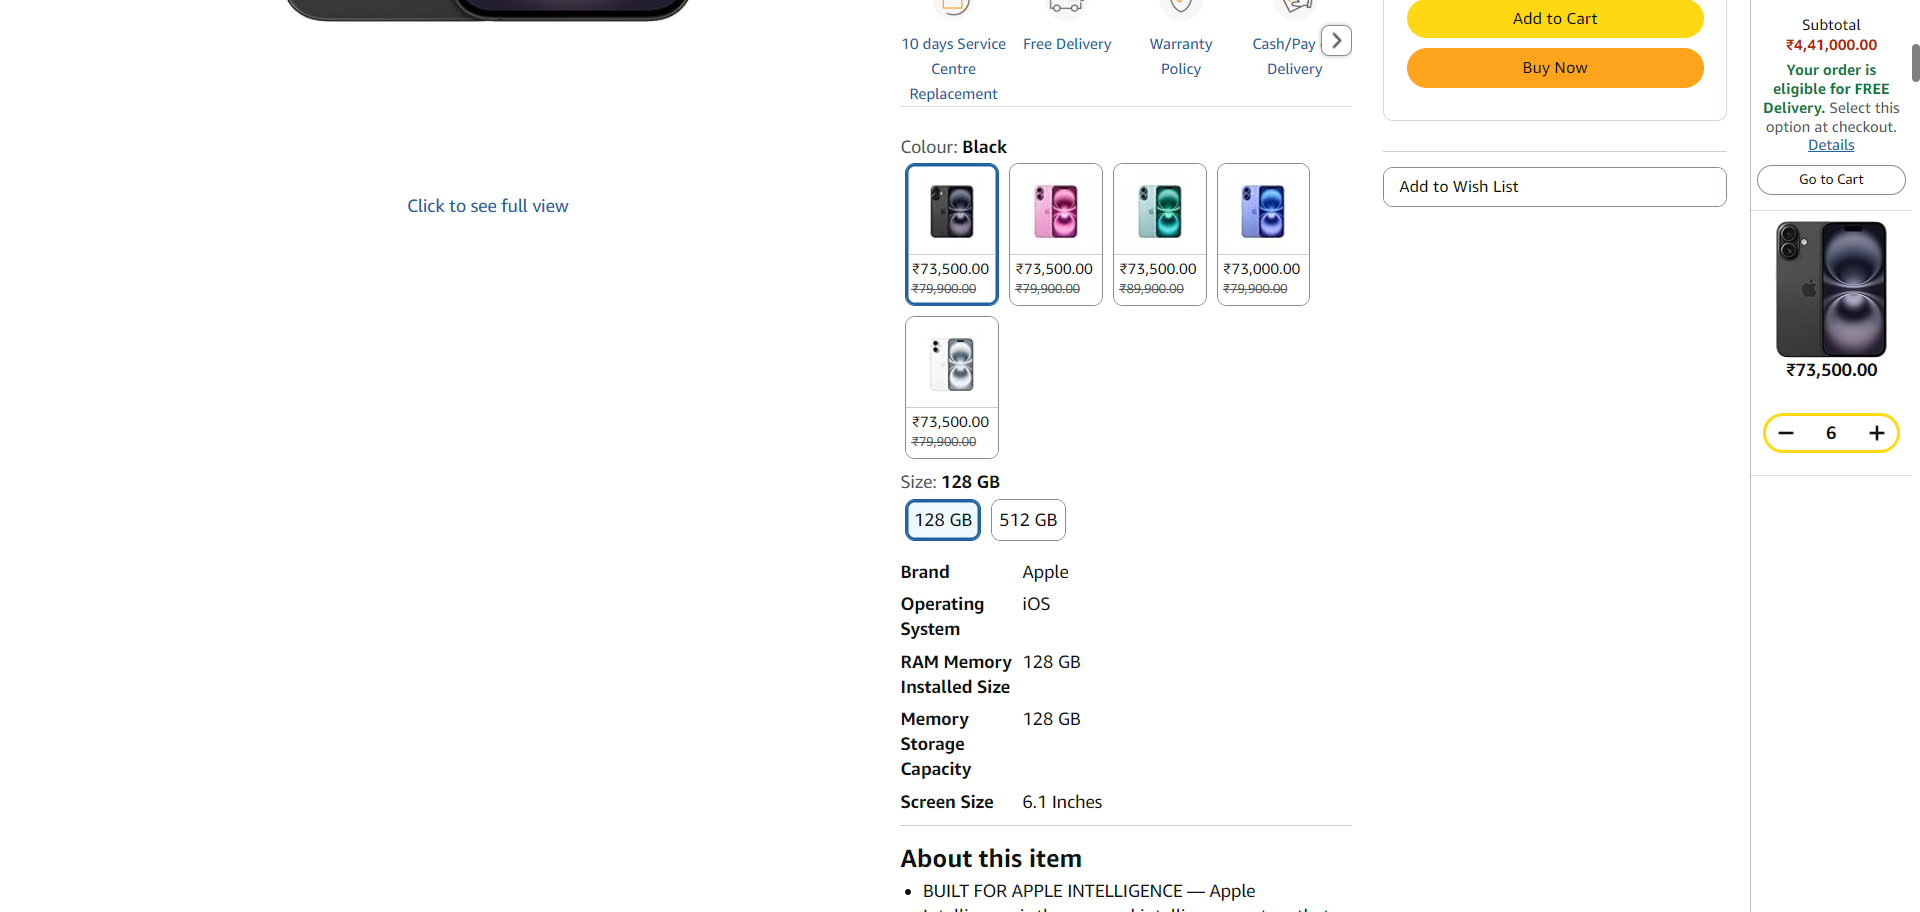 10 days Service
Centre
Replacement
Free Delivery
Warranty
Policy
Cash/Pay
Delivery
Colour: Black
₹73,500.00
₹79,900.00
₹73,500.00
₹79,900.00
₹73,500.00
₹89,900.00
₹73,000.00
₹79,900.00
₹73,500.00
₹79,900.00
Size: 128 GB
128 GB
512 GB
Brand Apple
Operating iOS
System
RAM Memory 128 GB
Installed Size
Memory 128 GB
Storage
Capacity
Screen Size 6.1 Inches
About this item
• BUILT FOR APPLE INTELLIGENCE — Apple
Click to see full view
Add to Cart
Buy Now
Add to Wish List
Subtotal
₹4,41,000.00
Your order is
eligible for FREE
Delivery. Select this
option at checkout.
Details
Go to Cart
₹73,500.00
6